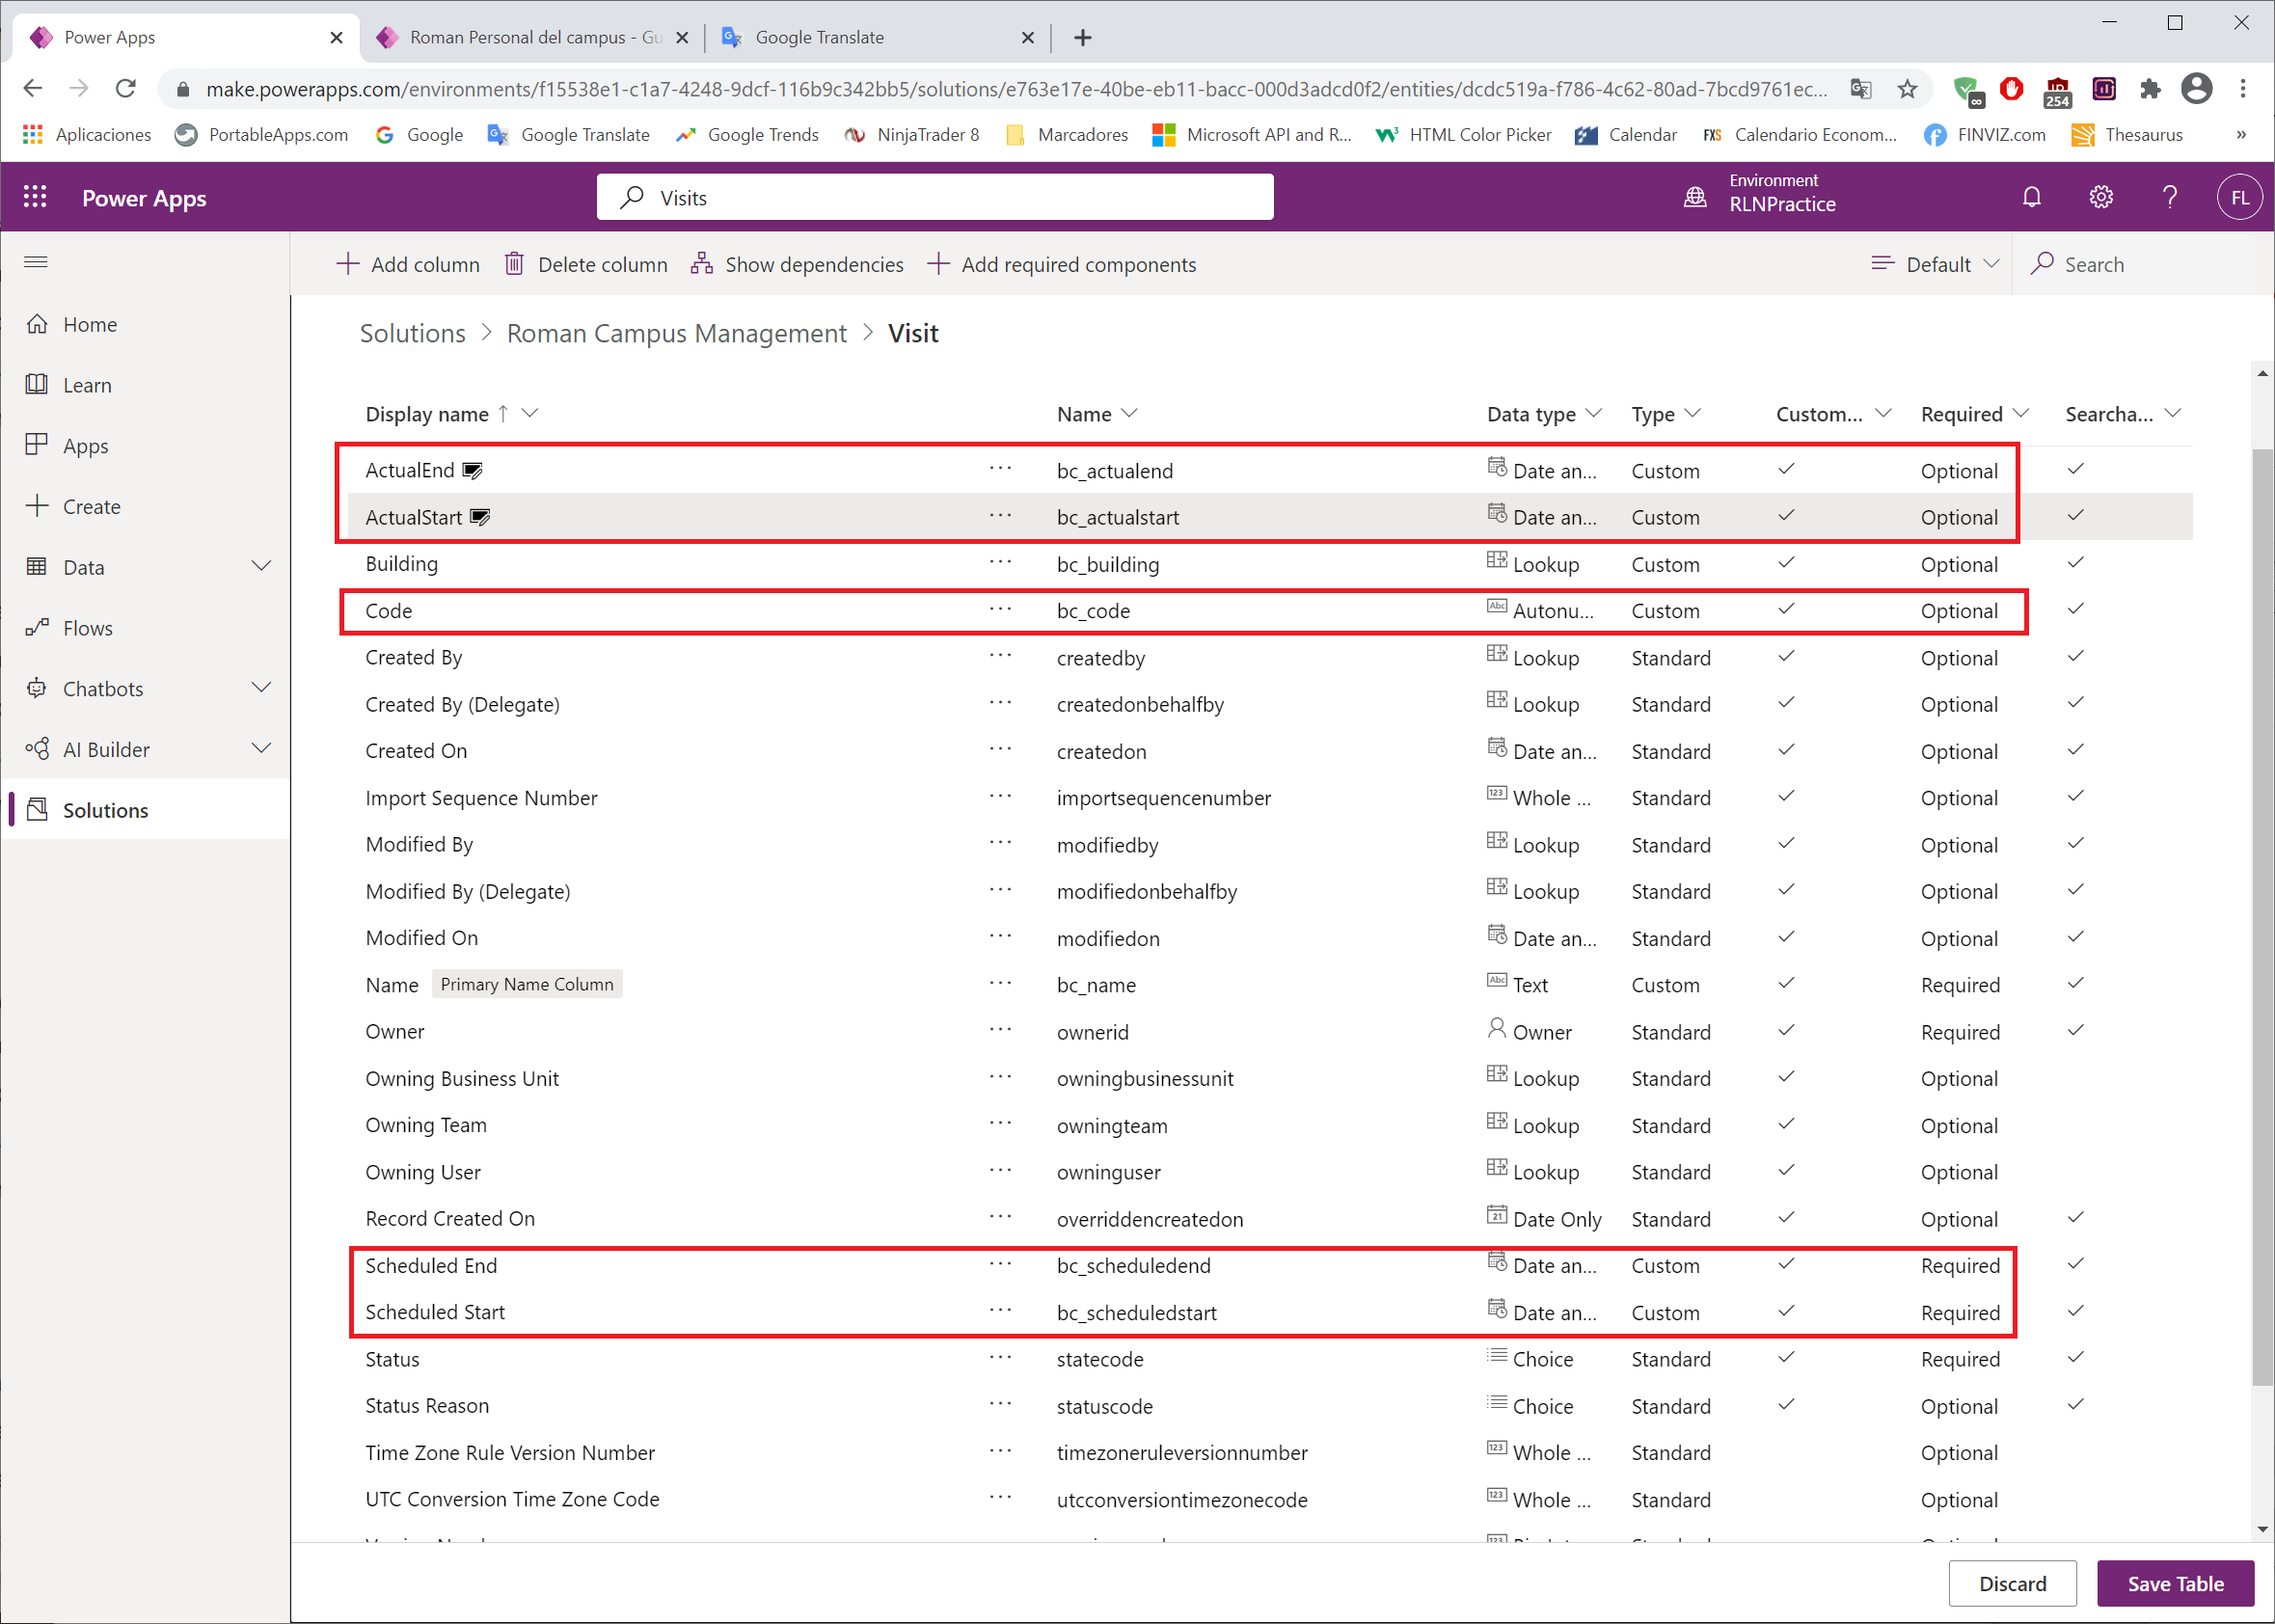 Power Apps
Roman Personal del campus - Gu
Google Translate
make.powerapps.com/environments/f15538e1-c1a7-4248-9dcf-116b9c342bb5/solutions/e763e17e-40be-eb11-bacc-000d3adcd0f2/entities/dcdc519a-f786-4c62-80ad-7bcd9761ec...
254
Aplicaciones PortableApps.com Google Google Translate Google Trends NinjaTrader 8 Marcadores Microsoft API and R... HTML Color Picker Calendar FXS Calendario Econom... FINVIZ.com Thesaurus »
Power Apps
Visits
Environment
RLNPractice
? FL
Add column Delete column Show dependencies Add required components Default Search
Home
Learn
Apps
Create
Data
Flows
Chatbots
AI Builder
Solutions
Solutions > Roman Campus Management > Visit
Display name ↑ Name Data type Type Custom... Required Searcha...
ActualEnd ... bc_actualend Date an... Custom ✓ Optional ✓
ActualStart ... bc_actualstart Date an... Custom ✓ Optional ✓
Building ... bc_building Lookup Custom ✓ Optional ✓
Code ... bc_code Abc Autonu... Custom ✓ Optional ✓
Created By ... createdby Lookup Standard ✓ Optional ✓
Created By (Delegate) ... createdonbehalfby Lookup Standard ✓ Optional ✓
Created On ... createdon Date an... Standard ✓ Optional ✓
Import Sequence Number ... importsequencenumber 123 Whole ... Standard ✓ Optional ✓
Modified By ... modifiedby Lookup Standard ✓ Optional ✓
Modified By (Delegate) ... modifiedonbehalfby Lookup Standard ✓ Optional ✓
Modified On ... modifiedon Date an... Standard ✓ Optional ✓
Name Primary Name Column ... bc_name Abc Text Custom ✓ Required ✓
Owner ... ownerid Owner Standard ✓ Required ✓
Owning Business Unit ... owningbusinessunit Lookup Standard ✓ Optional
Owning Team ... owningteam Lookup Standard ✓ Optional
Owning User ... owninguser Lookup Standard ✓ Optional
Record Created On ... overriddencreatedon 21 Date Only Standard ✓ Optional ✓
Scheduled End ... bc_scheduledend Date an... Custom ✓ Required ✓
Scheduled Start ... bc_scheduledstart Date an... Custom ✓ Required ✓
Status ... statecode Choice Standard ✓ Required ✓
Status Reason ... statuscode Choice Standard ✓ Optional ✓
Time Zone Rule Version Number ... timezoneruleversionnumber 123 Whole ... Standard Optional
UTC Conversion Time Zone Code ... utcconversiontimezonecode 123 Whole ... Standard Optional
Discard Save Table